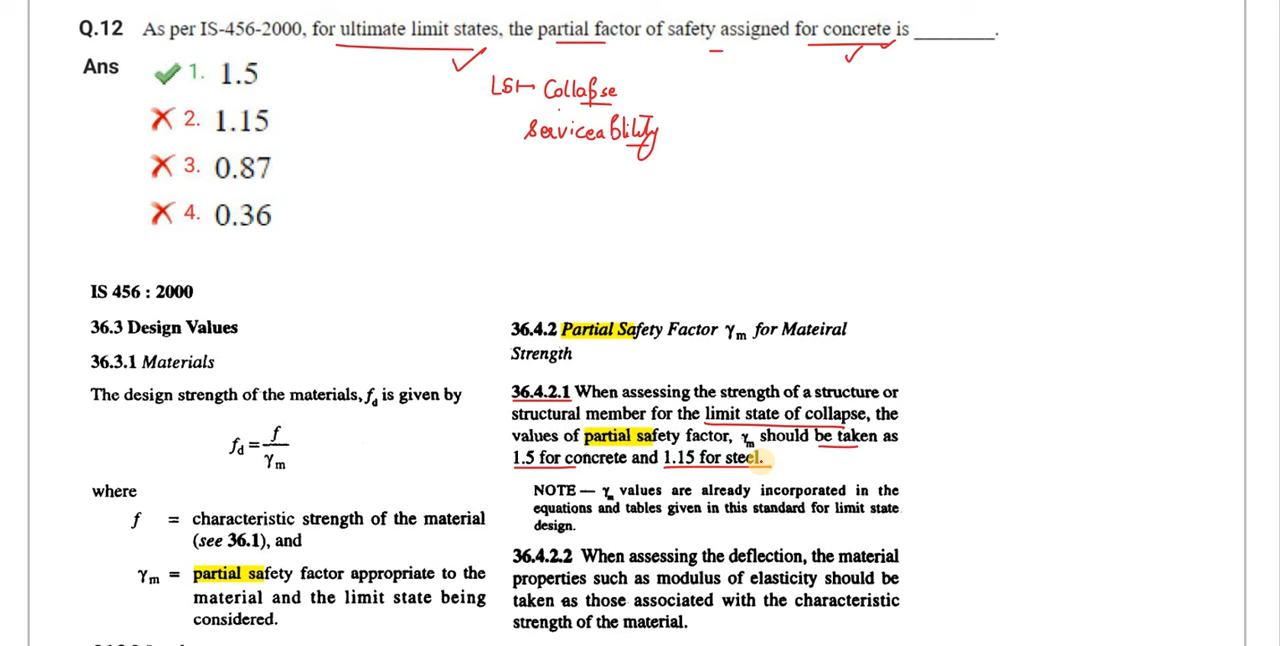 Q.12 As per IS-456-2000, for ultimate limit states, the partial factor of safety assigned for concrete is ________.
Ans
1. 1.5
2. 1.15
3. 0.87
4. 0.36
LSM Collapse
Serviceability
IS 456 : 2000
36.3 Design Values
36.3.1 Materials
The design strength of the materials, fd is given by
fd = f / γm
where
f = characteristic strength of the material
(see 36.1), and
γm = partial safety factor appropriate to the
material and the limit state being
considered.
36.4.2 Partial Safety Factor γm for Mateiral
Strength
36.4.2.1 When assessing the strength of a structure or
structural member for the limit state of collapse, the
values of partial safety factor, γm should be taken as
1.5 for concrete and 1.15 for steel.
NOTE — γm values are already incorporated in the
equations and tables given in this standard for limit state
design.
36.4.2.2 When assessing the deflection, the material
properties such as modulus of elasticity should be
taken as those associated with the characteristic
strength of the material.